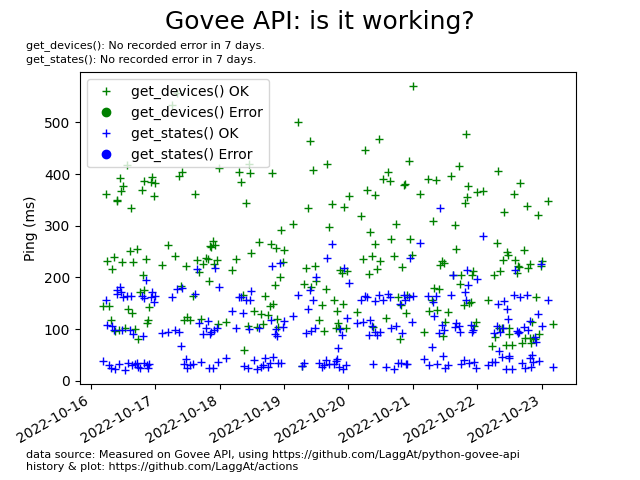 Govee API: is it working?
get_devices(): No recorded error in 7 days.
get_states(): No recorded error in 7 days.
get_devices() OK
get_devices() Error
get_states() OK
get_states() Error
Ping (ms)
500
400
300
200
100
0
2022-10-16
2022-10-17
2022-10-18
2022-10-19
2022-10-20
2022-10-21
2022-10-22
2022-10-23
data source: Measured on Govee API, using https://github.com/LaggAt/python-govee-api
history & plot: https://github.com/LaggAt/actions